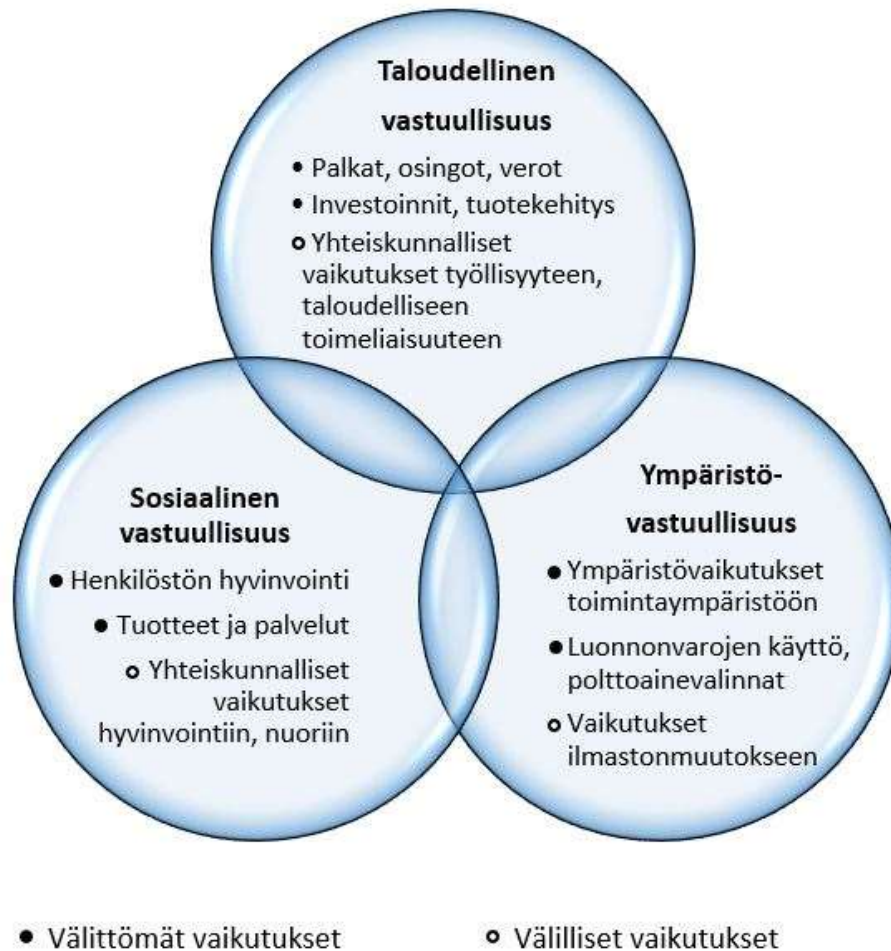 Taloudellinen
vastuullisuus
• Palkat, osingot, verot
• Investoinnit, tuotekehitys
o Yhteiskunnalliset
vaikutukset työllisyyteen,
taloudelliseen
toimeliaisuuteen
Sosiaalinen
vastuullisuus
● Henkilöstön hyvinvointi
● Tuotteet ja palvelut
o Yhteiskunnalliset
vaikutukset
hyvinvointiin, nuoriin
Ympäristö-
vastuullisuus
● Ympäristövaikutukset
toimintaympäristöön
● Luonnonvarojen käyttö,
polttoainevalinnat
o Vaikutukset
ilmastonmuutokseen
● Välittömät vaikutukset
o Välilliset vaikutukset